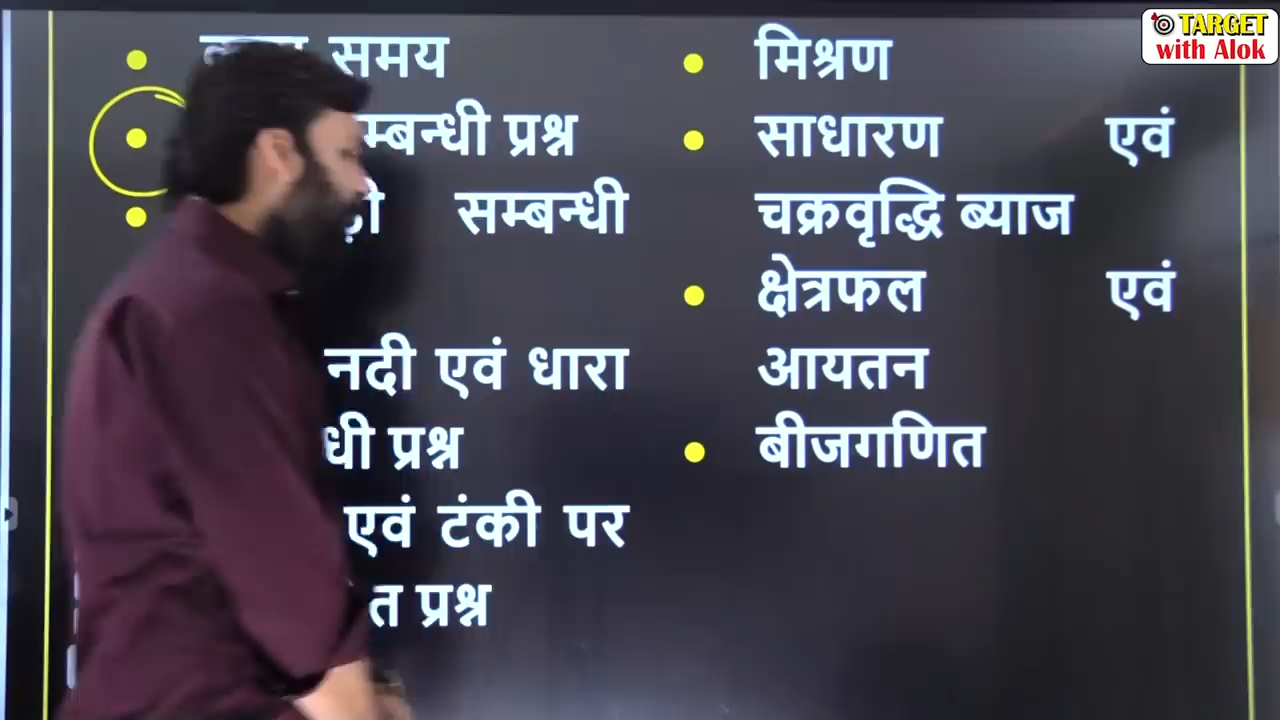 TARGET
with Alok
समय
प्रश्न
सम्बन्धी
नदी एवं धारा
प्रश्न
एवं टंकी पर
प्रश्न
मिश्रण
साधारण एवं
चक्रवृद्धि ब्याज
क्षेत्रफल एवं
आयतन
बीजगणित